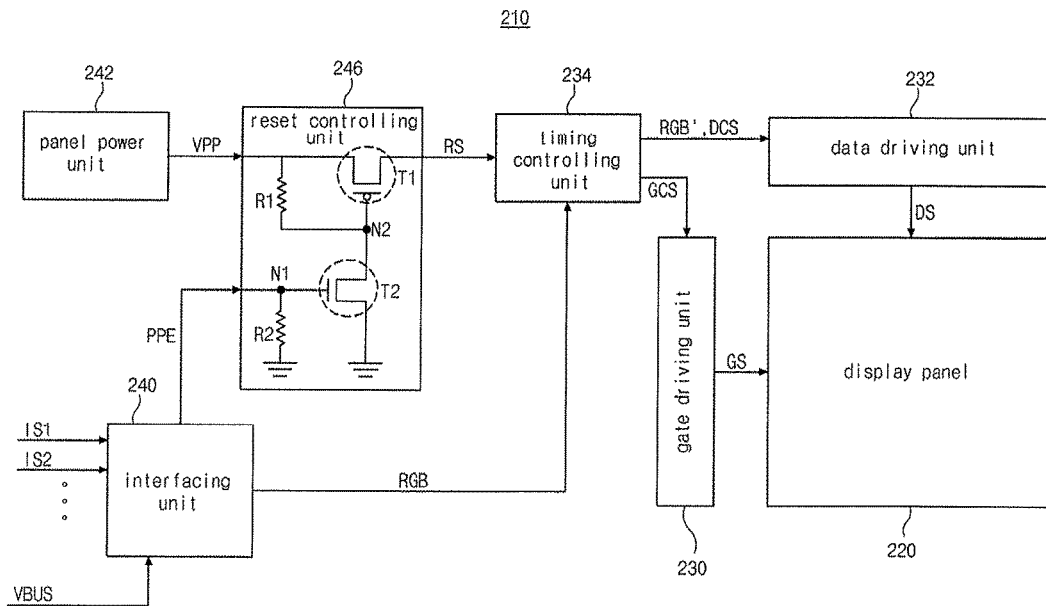 210
242
246
234
232
panel power
unit
VPP
reset controlling
unit
R1
T1
N2
N1
T2
R2
RS
timing
controlling
unit
RGB',DCS
GCS
data driving unit
DS
PPE
240
IS1
IS2
interfacing
unit
RGB
VBUS
gate driving unit
GS
display panel
230
220